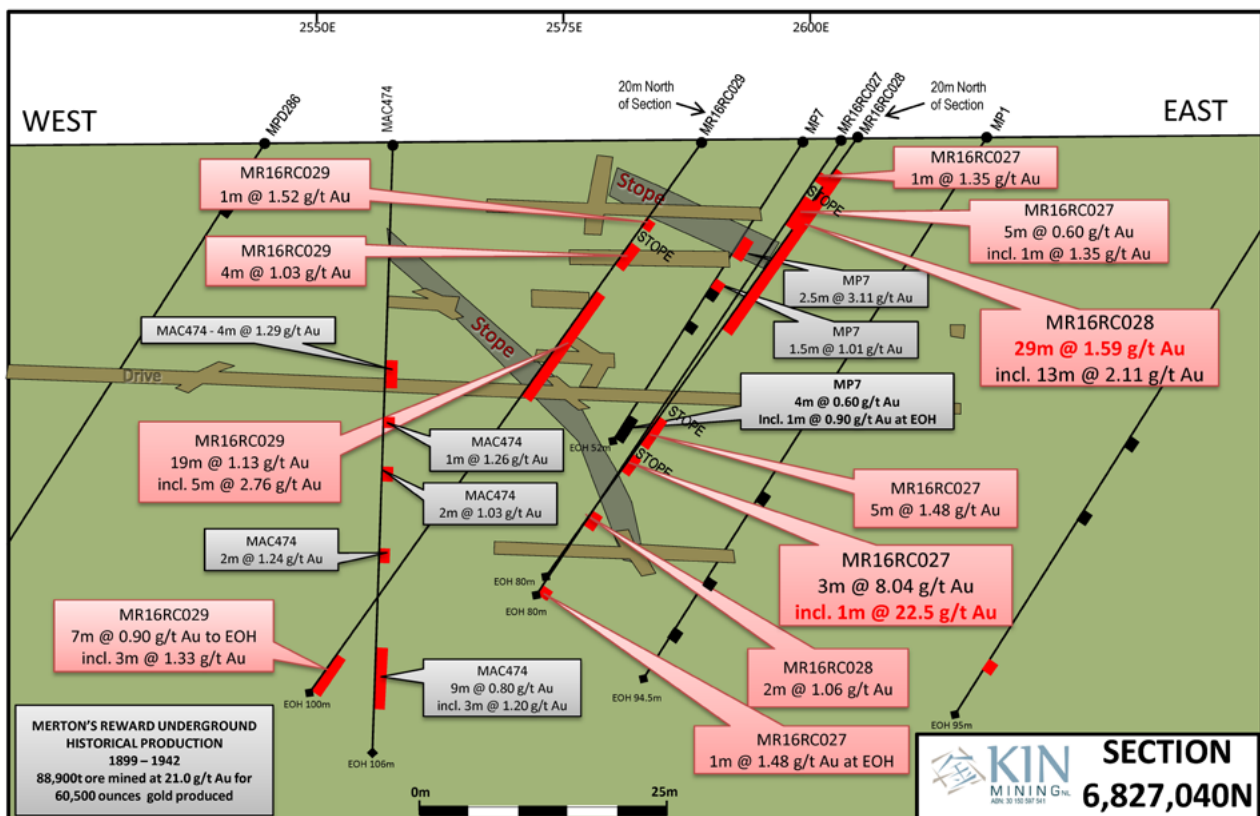 2550E
2575E
2600E
WEST
EAST
MPD286
MAC474
20m North
of Section
MR16RC029
MP7
MR16RC027
MR16RC028
20m North
of Section
MP1
MR16RC029
1m @ 1.52 g/t Au
MR16RC029
4m @ 1.03 g/t Au
MAC474 - 4m @ 1.29 g/t Au
Drive
Stope
Stope
STOPE
STOPE
STOPE
STOPE
MR16RC027
1m @ 1.35 g/t Au
MR16RC027
5m @ 0.60 g/t Au
incl. 1m @ 1.35 g/t Au
MP7
2.5m @ 3.11 g/t Au
MP7
1.5m @ 1.01 g/t Au
MR16RC028
29m @ 1.59 g/t Au
incl. 13m @ 2.11 g/t Au
MP7
4m @ 0.60 g/t Au
Incl. 1m @ 0.90 g/t Au at EOH
EOH 52m
MR16RC029
19m @ 1.13 g/t Au
incl. 5m @ 2.76 g/t Au
MAC474
1m @ 1.26 g/t Au
MAC474
2m @ 1.03 g/t Au
MAC474
2m @ 1.24 g/t Au
MR16RC027
5m @ 1.48 g/t Au
MR16RC027
3m @ 8.04 g/t Au
incl. 1m @ 22.5 g/t Au
EOH 80m
EOH 80m
MR16RC029
7m @ 0.90 g/t Au to EOH
incl. 3m @ 1.33 g/t Au
EOH 100m
MAC474
9m @ 0.80 g/t Au
incl. 3m @ 1.20 g/t Au
MR16RC028
2m @ 1.06 g/t Au
EOH 94.5m
EOH 95m
MR16RC027
1m @ 1.48 g/t Au at EOH
EOH 106m
MERTON'S REWARD UNDERGROUND
HISTORICAL PRODUCTION
1899 – 1942
88,900t ore mined at 21.0 g/t Au for
60,500 ounces gold produced
0m
25m
KIN
MINING NL
ABN: 30 150 597 541
SECTION
6,827,040N